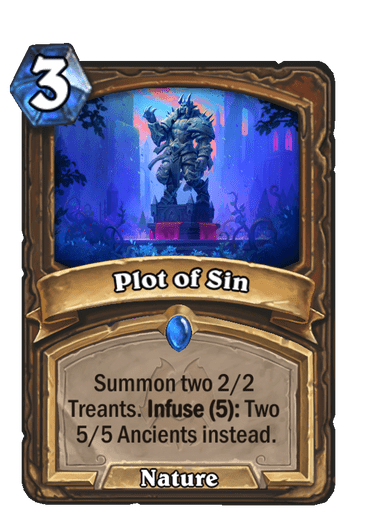 3
Plot of Sin
Summon two 2/2
Treants. Infuse (5): Two
5/5 Ancients instead.
Nature